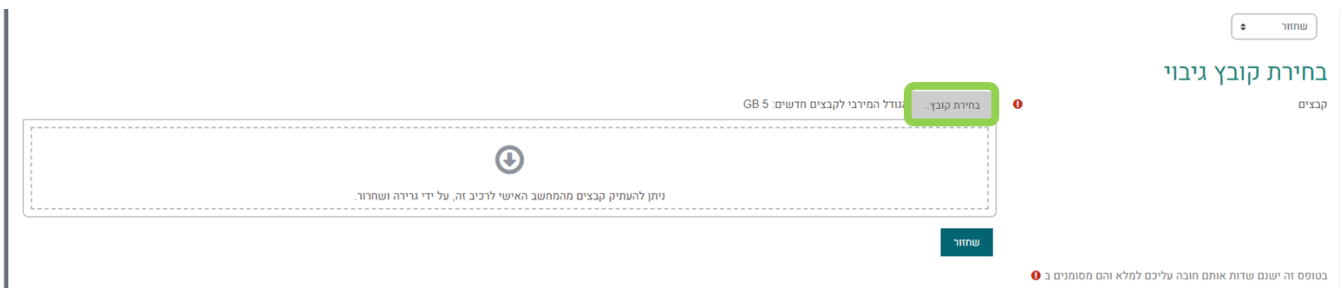 שחזור
בחירת קובץ גיבוי
קבצים
בחירת קובץ..
הגודל המירבי לקבצים חדשים: 5 GB
ניתן להעתיק קבצים מהמחשב האישי לרכיב זה, על ידי גרירה ושחרור.
שחזור
בטופס זה ישנם שדות אותם חובה עליכם למלא והם מסומנים ב